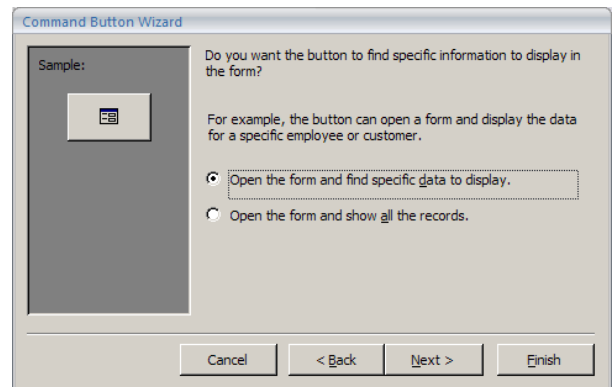 Command Button Wizard
Sample:
Do you want the button to find specific information to display in
the form?
For example, the button can open a form and display the data
for a specific employee or customer.
Open the form and find specific data to display.
Open the form and show all the records.
Cancel
< Back
Next >
Finish